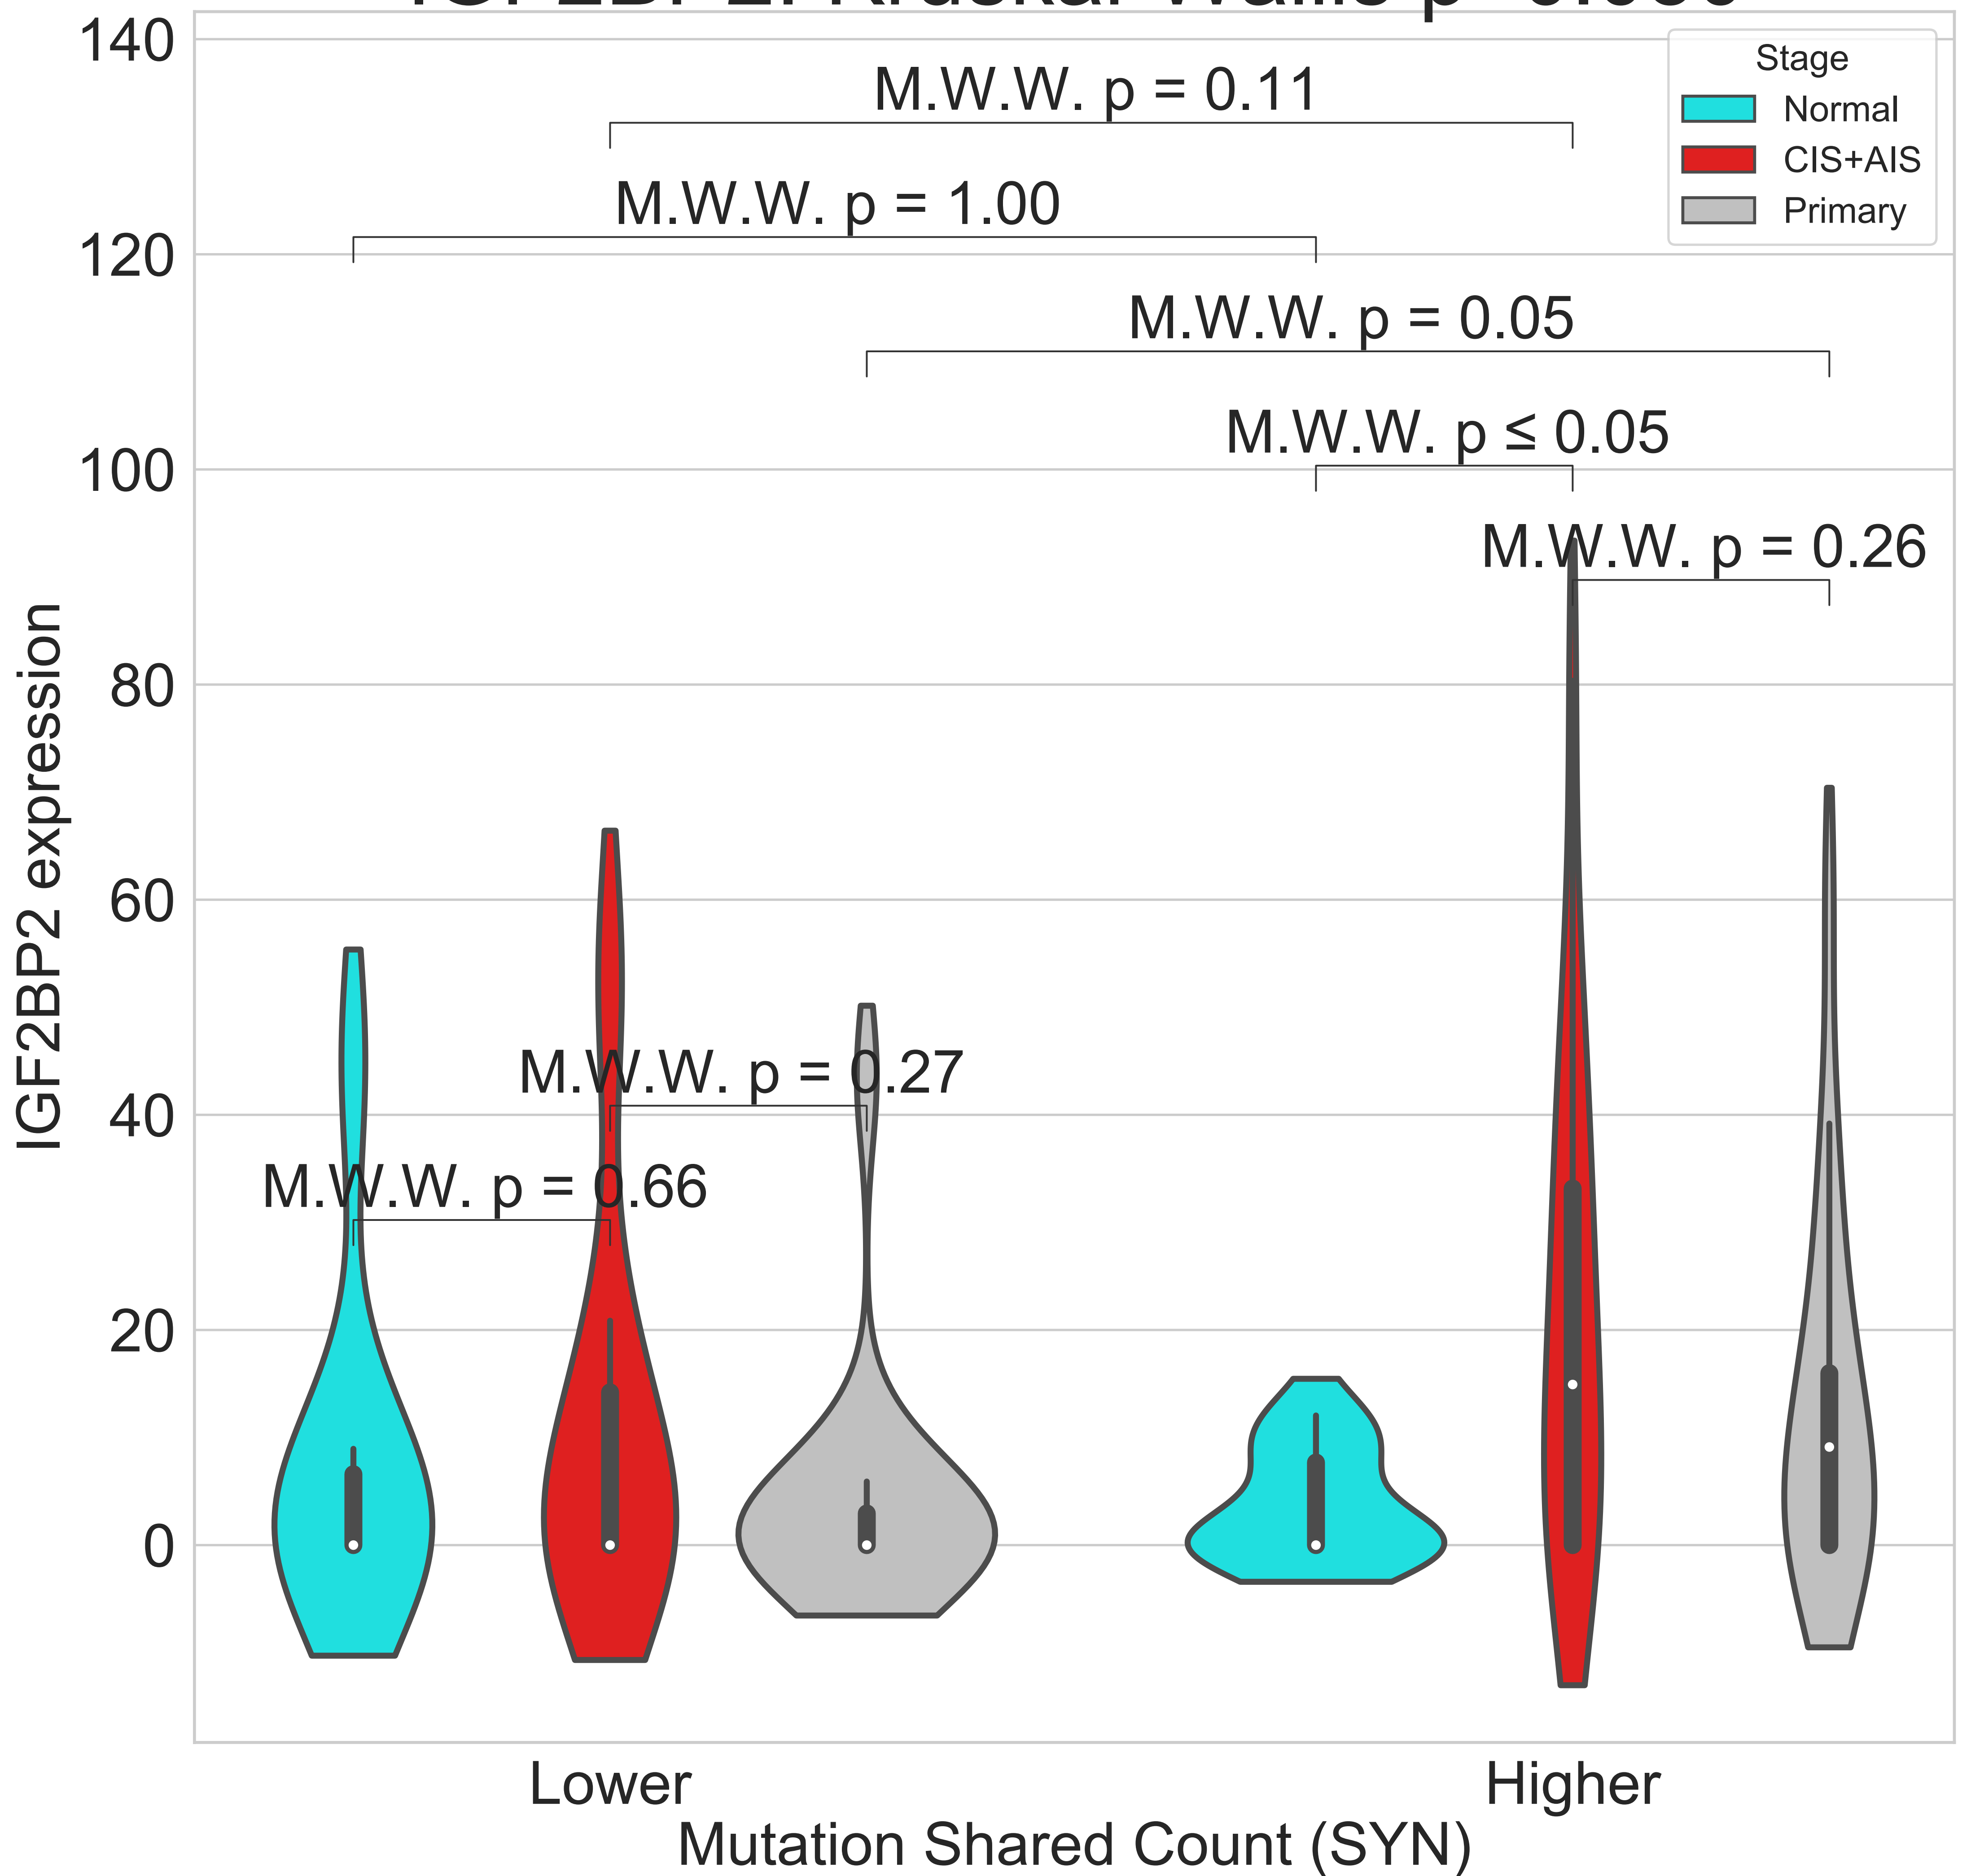 140
M.W.W. p = 0.11
Stage
Normal
CIS+AIS
Primary
M.W.W. p = 1.00
120
M.W.W. p = 0.05
M.W.W. p ≤ 0.05
100
M.W.W. p = 0.26
80
60
M.W.W. p = 0.27
40
M.W.W. p = 0.66
20
0
IGF2BP2 expression
Lower
Higher
Mutation Shared Count (SYN)